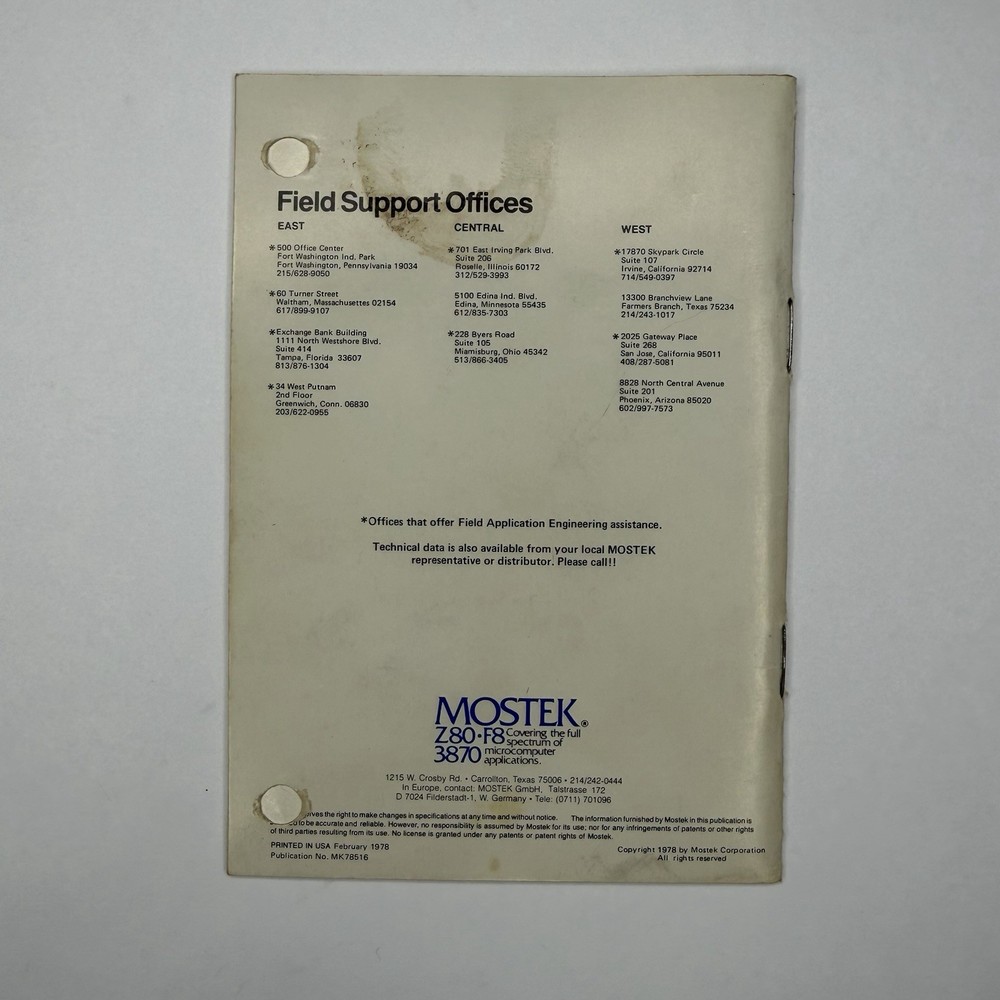 Field Support Offices
EAST
*500 Office Center
Fort Washington Ind. Park
Fort Washington, Pennsylvania 19034
215/628-9050
*60 Turner Street
Waltham, Massachusetts 02154
617/899-9107
*Exchange Bank Building
1111 North Westshore Blvd.
Suite 414
Tampa, Florida 33607
813/876-1304
*34 West Putnam
2nd Floor
Greenwich, Conn. 06830
203/622-0955
CENTRAL
*701 East Irving Park Blvd.
Suite 206
Roselle, Illinois 60172
312/529-3993
5100 Edina Ind. Blvd.
Edina, Minnesota 55435
612/835-7303
*228 Byers Road
Suite 105
Miamisburg, Ohio 45342
513/866-3405
WEST
*17870 Skypark Circle
Suite 107
Irvine, California 92714
714/549-0397
13300 Branchview Lane
Farmers Branch, Texas 75234
214/243-1017
*2025 Gateway Place
Suite 268
San Jose, California 95011
408/287-5081
8828 North Central Avenue
Suite 201
Phoenix, Arizona 85020
602/997-7573
*Offices that offer Field Application Engineering assistance.
Technical data is also available from your local MOSTEK
representative or distributor. Please call!!
MOSTEK®
Z80·F8 Covering the full
spectrum of
3870 microcomputer
applications.
1215 W. Crosby Rd. • Carrollton, Texas 75006 • 214/242-0444
In Europe, contact: MOSTEK GmbH, Talstrasse 172
D 7024 Filderstadt-1, W. Germany • Tele: (0711) 701096
the right to make changes in specifications at any time and without notice. The information furnished by Mostek in this publication is
to be accurate and reliable. However, no responsibility is assumed by Mostek for its use; nor for any infringements of patents or other rights
of third parties resulting from its use. No license is granted under any patents or patent rights of Mostek.
PRINTED IN USA February 1978
Publication No. MK78516
Copyright 1978 by Mostek Corporation
All rights reserved